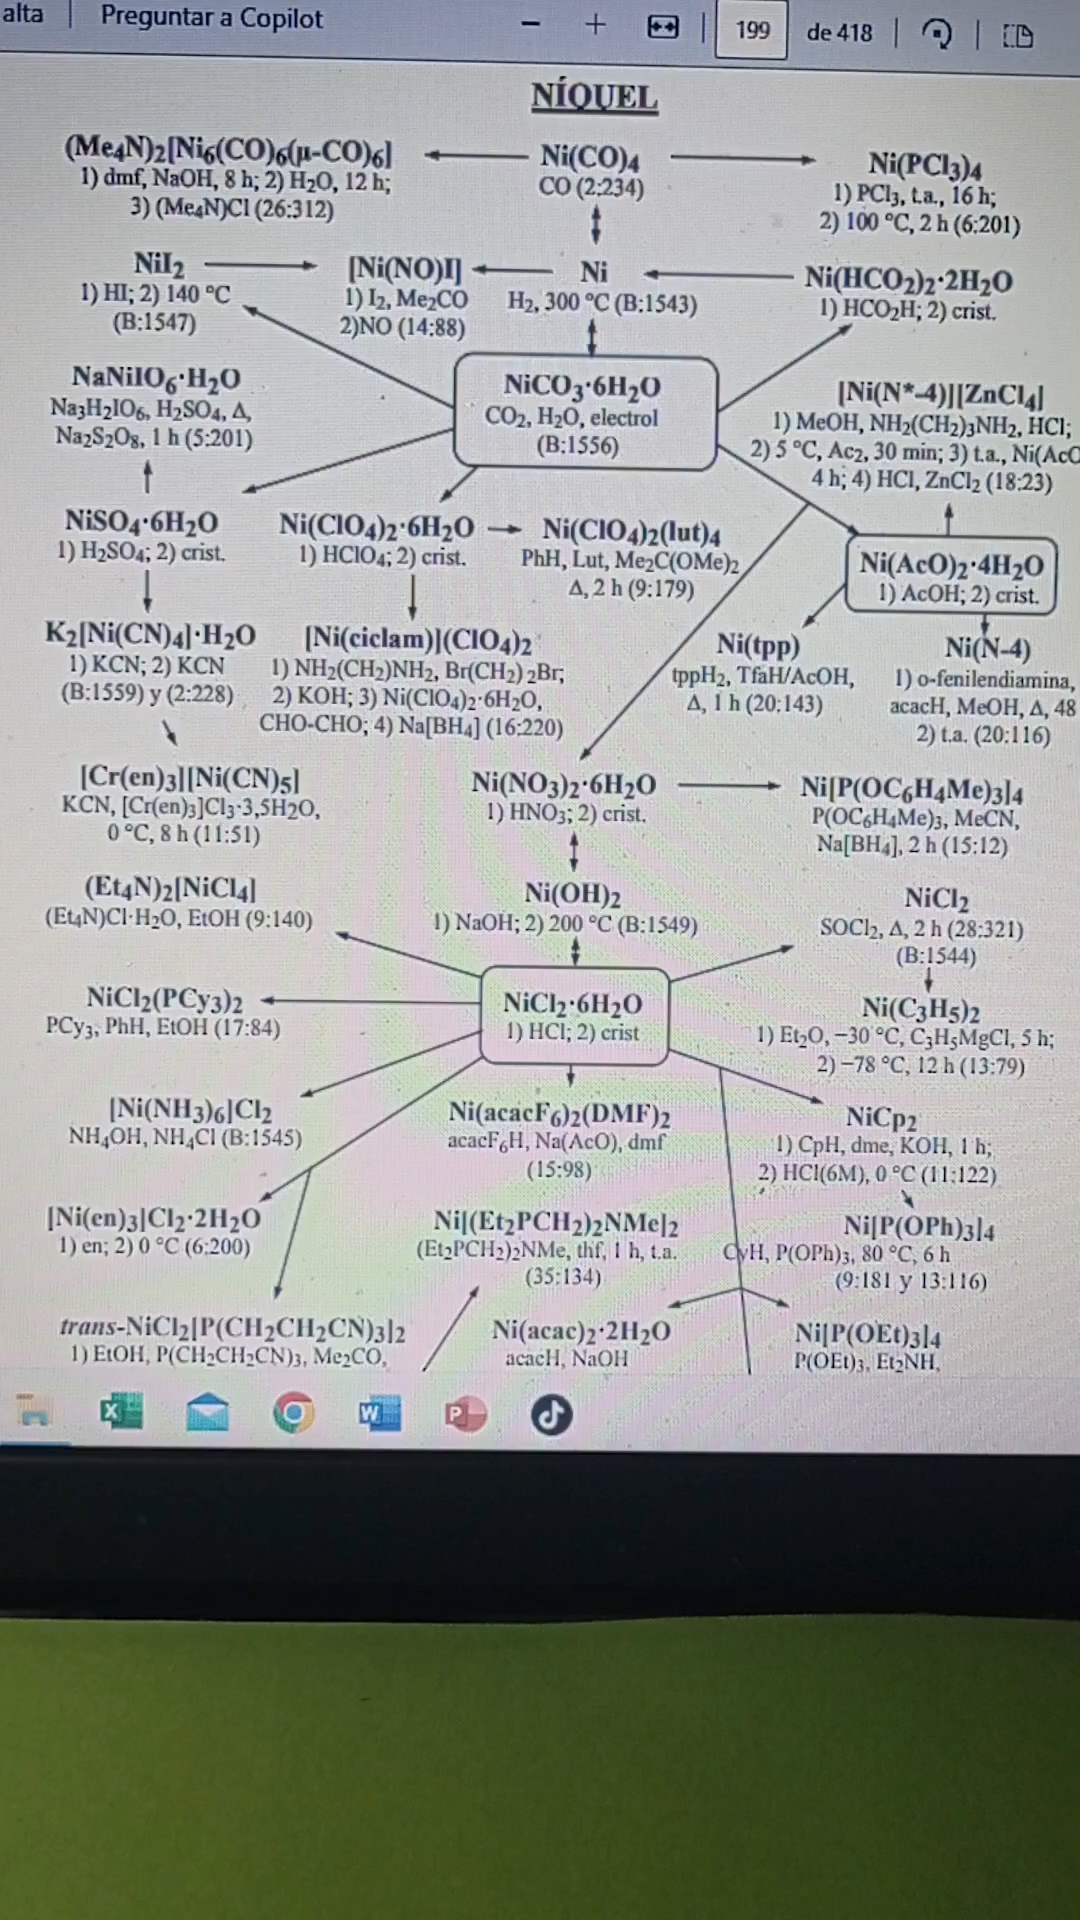 alta | Preguntar a Copilot
199 de 418
NÍQUEL
(Me4N)2[Ni6(CO)6(µ-CO)6]
1) dmf, NaOH, 8 h; 2) H2O, 12 h;
3) (Me4N)Cl (26:312)
Ni(CO)4
CO (2:234)
Ni(PCl3)4
1) PCl3, t.a., 16 h;
2) 100 °C, 2 h (6:201)
NiI2
1) HI; 2) 140 °C
(B:1547)
[Ni(NO)I]
1) I2, Me2CO
2)NO (14:88)
Ni
H2, 300 °C (B:1543)
Ni(HCO2)2·2H2O
1) HCO2H; 2) crist.
NaNiIO6·H2O
Na3H2IO6, H2SO4, Δ,
Na2S2O8, 1 h (5:201)
NiCO3·6H2O
CO2, H2O, electrol
(B:1556)
[Ni(N*-4)][ZnCl4]
1) MeOH, NH2(CH2)3NH2, HCl;
2) 5 °C, Ac2, 30 min; 3) t.a., Ni(AcO
4 h; 4) HCl, ZnCl2 (18:23)
NiSO4·6H2O
1) H2SO4; 2) crist.
Ni(ClO4)2·6H2O
1) HClO4; 2) crist.
Ni(ClO4)2(lut)4
PhH, Lut, Me2C(OMe)2
Δ, 2 h (9:179)
Ni(AcO)2·4H2O
1) AcOH; 2) crist.
K2[Ni(CN)4]·H2O
1) KCN; 2) KCN
(B:1559) y (2:228)
[Ni(ciclam)](ClO4)2
1) NH2(CH2)NH2, Br(CH2)2Br;
2) KOH; 3) Ni(ClO4)2·6H2O,
CHO-CHO; 4) Na[BH4] (16:220)
Ni(tpp)
tppH2, TfaH/AcOH,
Δ, 1 h (20:143)
Ni(N-4)
1) o-fenilendiamina,
acacH, MeOH, Δ, 48
2) t.a. (20:116)
[Cr(en)3][Ni(CN)5]
KCN, [Cr(en)3]Cl3·3,5H2O,
0 °C, 8 h (11:51)
Ni(NO3)2·6H2O
1) HNO3; 2) crist.
Ni[P(OC6H4Me)3]4
P(OC6H4Me)3, MeCN,
Na[BH4], 2 h (15:12)
(Et4N)2[NiCl4]
(Et4N)Cl·H2O, EtOH (9:140)
Ni(OH)2
1) NaOH; 2) 200 °C (B:1549)
NiCl2
SOCl2, Δ, 2 h (28:321)
(B:1544)
NiCl2(PCy3)2
PCy3, PhH, EtOH (17:84)
NiCl2·6H2O
1) HCl; 2) crist
Ni(C3H5)2
1) Et2O, −30 °C, C3H5MgCl, 5 h;
2) −78 °C, 12 h (13:79)
[Ni(NH3)6]Cl2
NH4OH, NH4Cl (B:1545)
Ni(acacF6)2(DMF)2
acacF6H, Na(AcO), dmf
(15:98)
NiCp2
1) CpH, dme, KOH, 1 h;
2) HCl(6M), 0 °C (11:122)
[Ni(en)3]Cl2·2H2O
1) en; 2) 0 °C (6:200)
Ni[(Et2PCH2)2NMe]2
(Et2PCH2)2NMe, thf, 1 h, t.a.
(35:134)
Ni[P(OPh)3]4
CyH, P(OPh)3, 80 °C, 6 h
(9:181 y 13:116)
trans-NiCl2[P(CH2CH2CN)3]2
1) EtOH, P(CH2CH2CN)3, Me2CO,
Ni(acac)2·2H2O
acacH, NaOH
Ni[P(OEt)3]4
P(OEt)3, Et2NH,